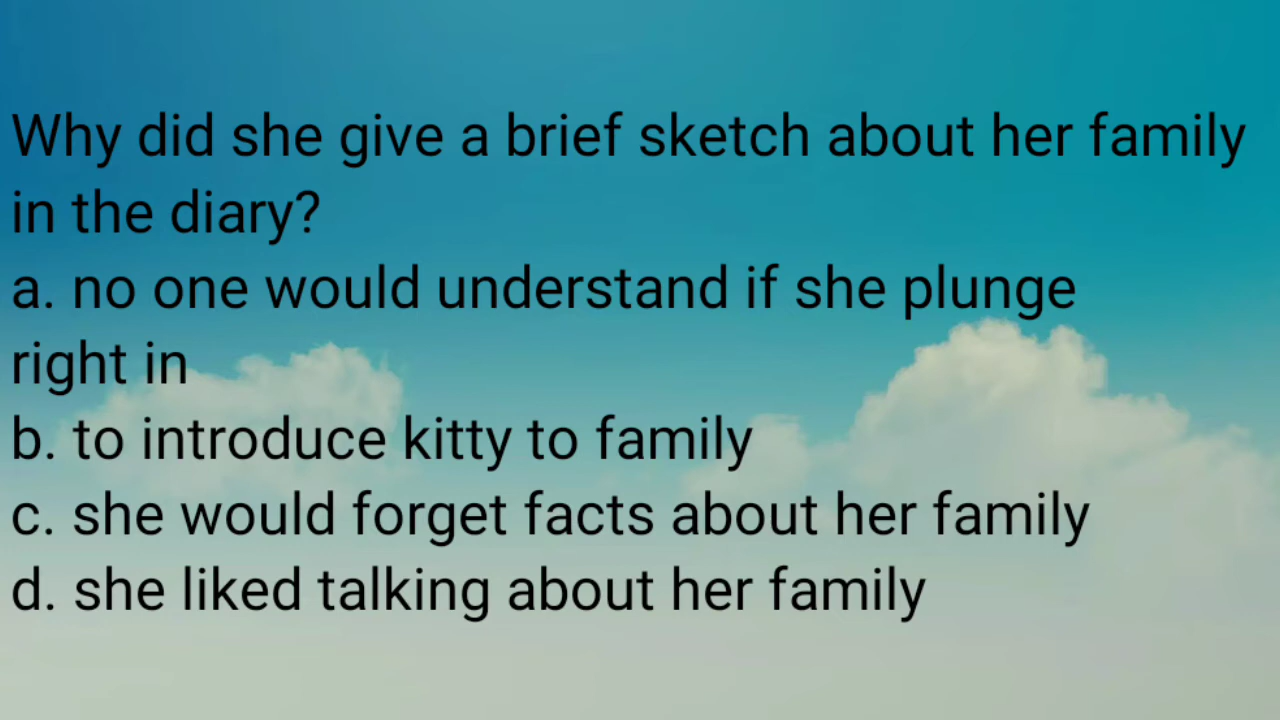 Why did she give a brief sketch about her family
in the diary?
a. no one would understand if she plunge
right in
b. to introduce kitty to family
c. she would forget facts about her family
d. she liked talking about her family